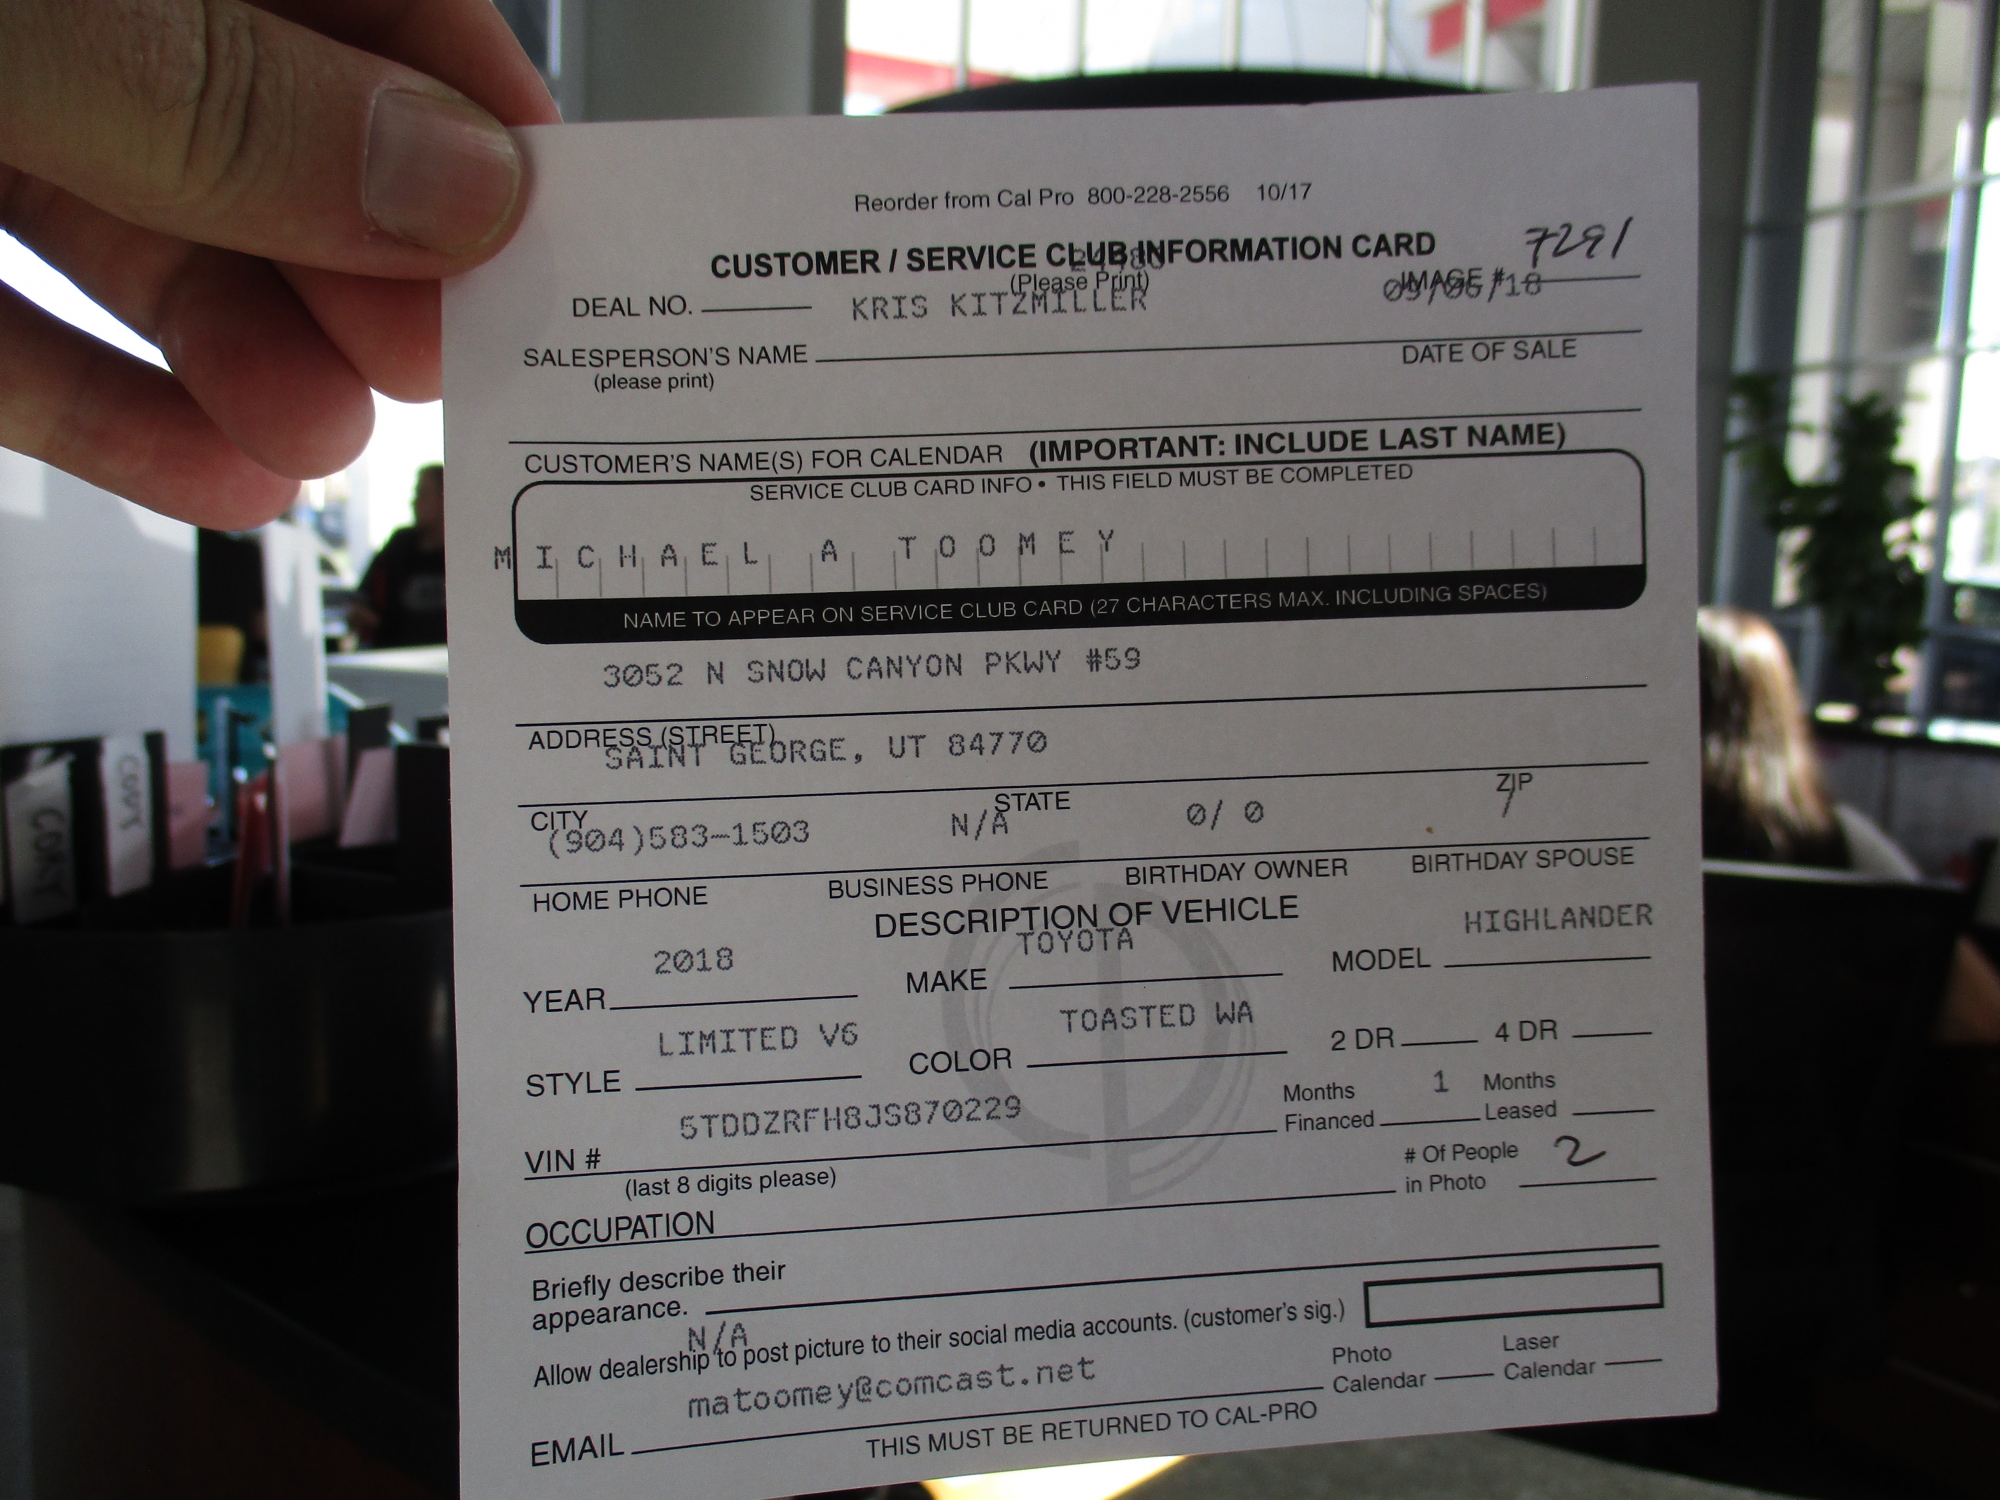 Reorder from Cal Pro 800-228-2556 10/17
CUSTOMER / SERVICE CLUB INFORMATION CARD
7291
(Please Print)
IMAGE #
DEAL NO.
KRIS KITZMILLER
SALESPERSON'S NAME
DATE OF SALE
(please print)
CUSTOMER'S NAME(S) FOR CALENDAR (IMPORTANT: INCLUDE LAST NAME)
SERVICE CLUB CARD INFO • THIS FIELD MUST BE COMPLETED
MICHAEL A TOOMEY
NAME TO APPEAR ON SERVICE CLUB CARD (27 CHARACTERS MAX. INCLUDING SPACES)
3052 N SNOW CANYON PKWY #59
ADDRESS (STREET)
SAINT GEORGE, UT 84770
CITY STATE ZIP
(904)583-1503 N/A 0/ 0 /
HOME PHONE BUSINESS PHONE BIRTHDAY OWNER BIRTHDAY SPOUSE
DESCRIPTION OF VEHICLE
2018 TOYOTA HIGHLANDER
YEAR MAKE MODEL
LIMITED V6 TOASTED WA
STYLE COLOR 2 DR 4 DR
5TDDZRFH8JS870229 Months Financed 1 Months Leased
VIN #
(last 8 digits please)
# Of People in Photo 2
OCCUPATION
Briefly describe their
appearance.
N/A
Allow dealership to post picture to their social media accounts. (customer's sig.)
matoomey@comcast.net
Photo Calendar Laser Calendar
EMAIL
THIS MUST BE RETURNED TO CAL-PRO
COPY
COPY